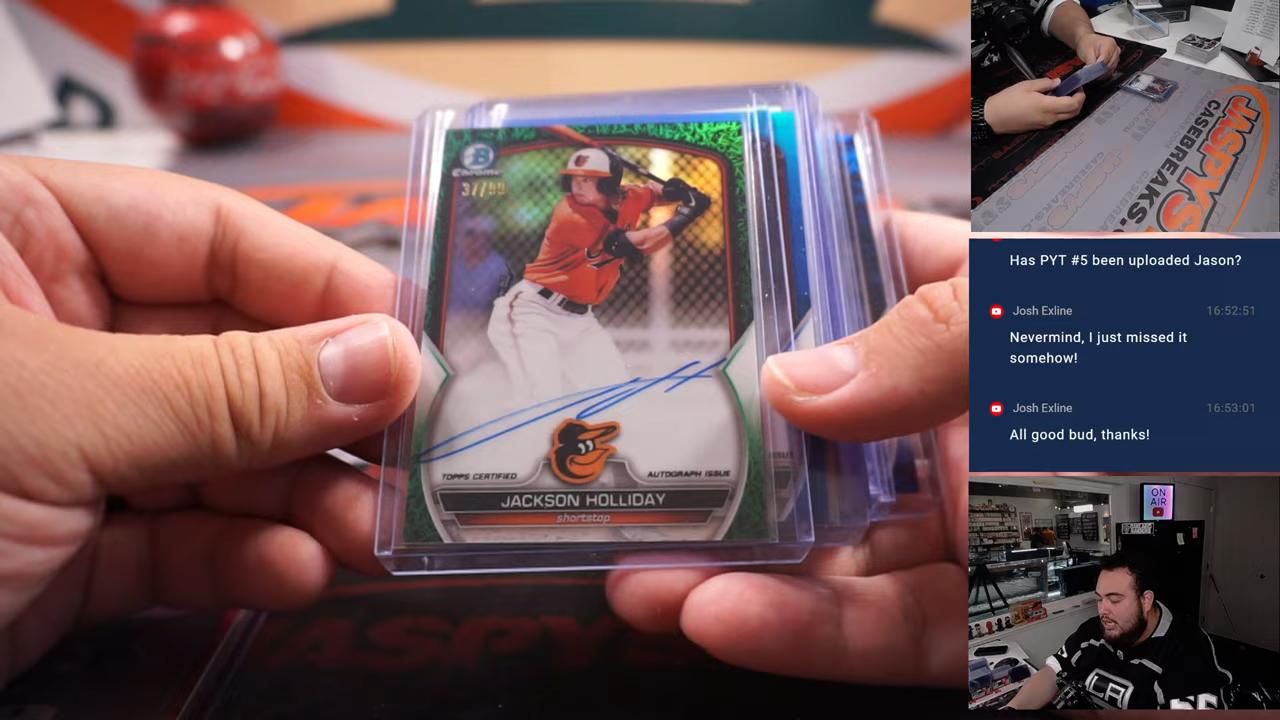 B
Chrome
37/99
TOPPS CERTIFIED
AUTOGRAPH ISSUE
JACKSON HOLLIDAY
shortstop
JASPY'S
CASEBREAKS.
Has PYT #5 been uploaded Jason?
Josh Exline
16:52:51
Nevermind, I just missed it
somehow!
Josh Exline
16:53:01
All good bud, thanks!
ON
AIR
LA
JASPY'S